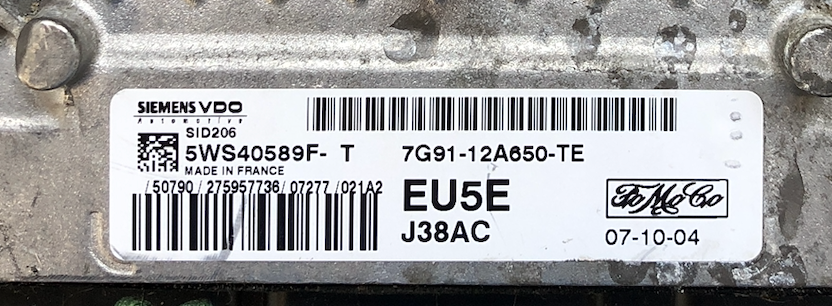 SIEMENS VDO
Automotive
SID206
5WS40589F- T
MADE IN FRANCE
/50790/275957736/07277/021A2
7G91-12A650-TE
EU5E
J38AC
FoMoCo
07-10-04